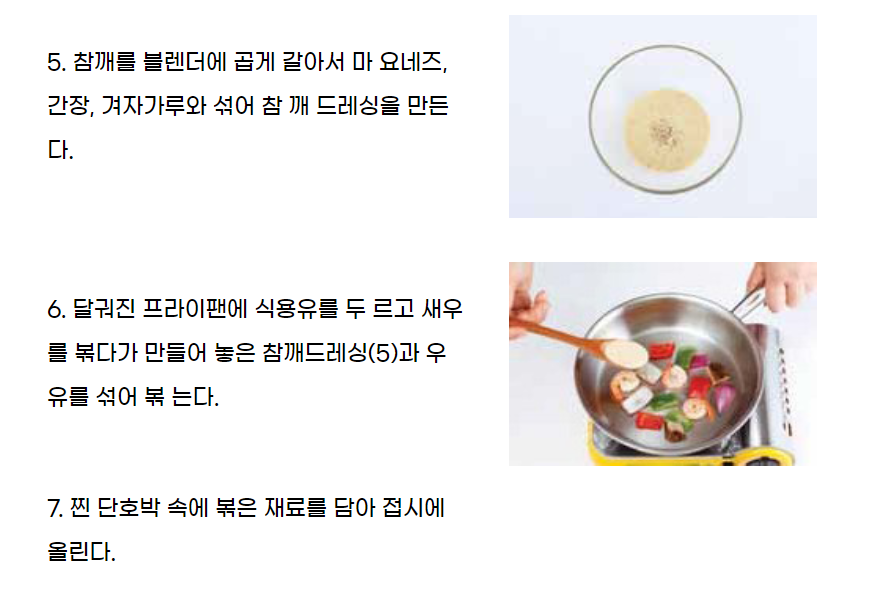 5. 참깨를 블렌더에 곱게 갈아서 마 요네즈,
간장, 겨자가루와 섞어 참 깨 드레싱을 만든
다.
6. 달궈진 프라이팬에 식용유를 두 르고 새우
를 볶다가 만들어 놓은 참깨드레싱(5)과 우
유를 섞어 볶 는다.
7. 찐 단호박 속에 볶은 재료를 담아 접시에
올린다.